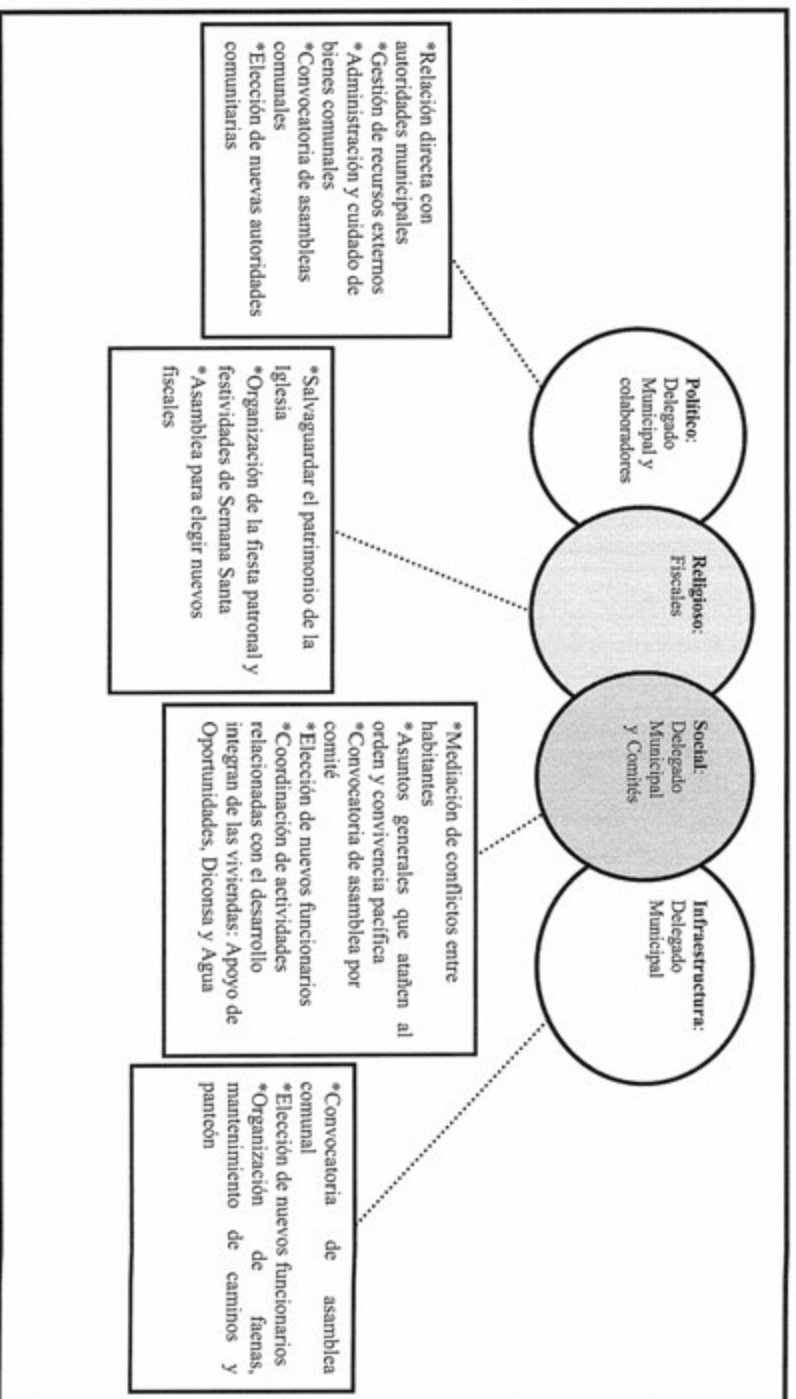 Político:
Delegado
Municipal y
colaboradores
Religioso:
Fiscales
Social:
Delegado
Municipal
y Comités
Infraestructura:
Delegado
Municipal
*Relación directa con
autoridades municipales
*Gestión de recursos externos
*Administración y cuidado de
bienes comunales
*Convocatoria de asambleas
comunales
*Elección de nuevas autoridades
comunitarias
*Salvaguardar el patrimonio de la
Iglesia
*Organización de la fiesta patronal y
festividades de Semana Santa
*Asamblea para elegir nuevos
fiscales
*Mediación de conflictos entre
habitantes
*Asuntos generales que atañen al
orden y convivencia pacífica
*Convocatoria de asamblea por
comité
*Elección de nuevos funcionarios
*Coordinación de actividades
relacionadas con el desarrollo
integran de las viviendas: Apoyo de
Oportunidades, Diconsa y Agua
*Convocatoria de asamblea
comunal
*Elección de nuevos funcionarios
*Organización de faenas,
mantenimiento de caminos y
panteón